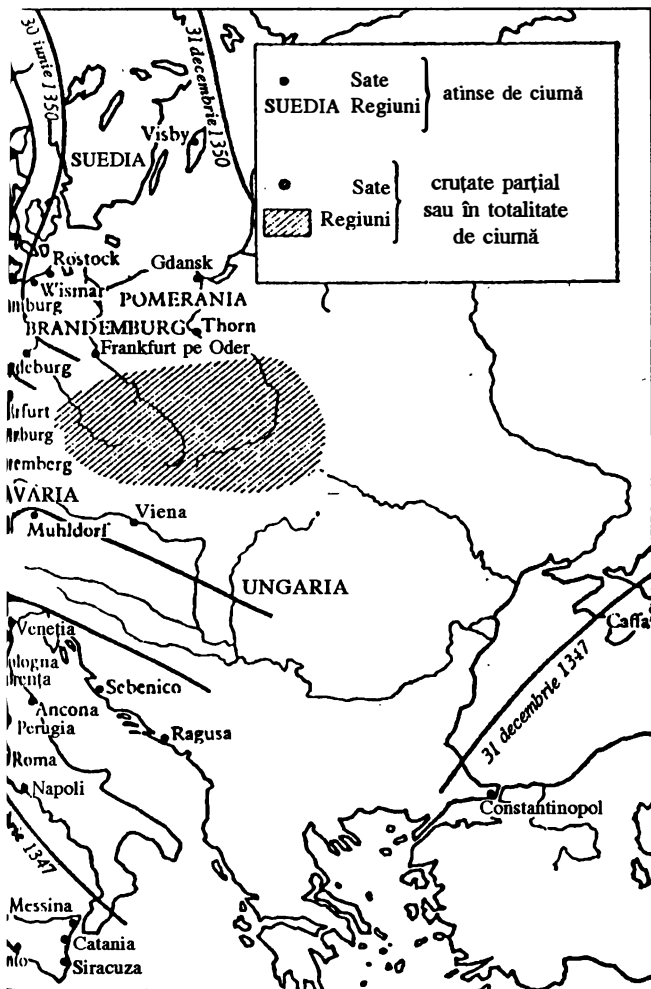 30 iunie 1350
31 decembrie 1350
Sate
SUEDIA Regiuni
atinse de ciumă
Sate
Regiuni
cruțate parțial
sau în totalitate
de ciumă
Visby
SUEDIA
Rostock
Wismar
Gdansk
POMERANIA
BRANDEMBURG
Thorn
Frankfurt pe Oder
Viena
Muhldorf
UNGARIA
Caffa
31 decembrie 1347
Veneția
Sebenico
Ancona
Perugia
Ragusa
Roma
Napoli
Constantinopol
1347
Messina
Catania
Siracuza